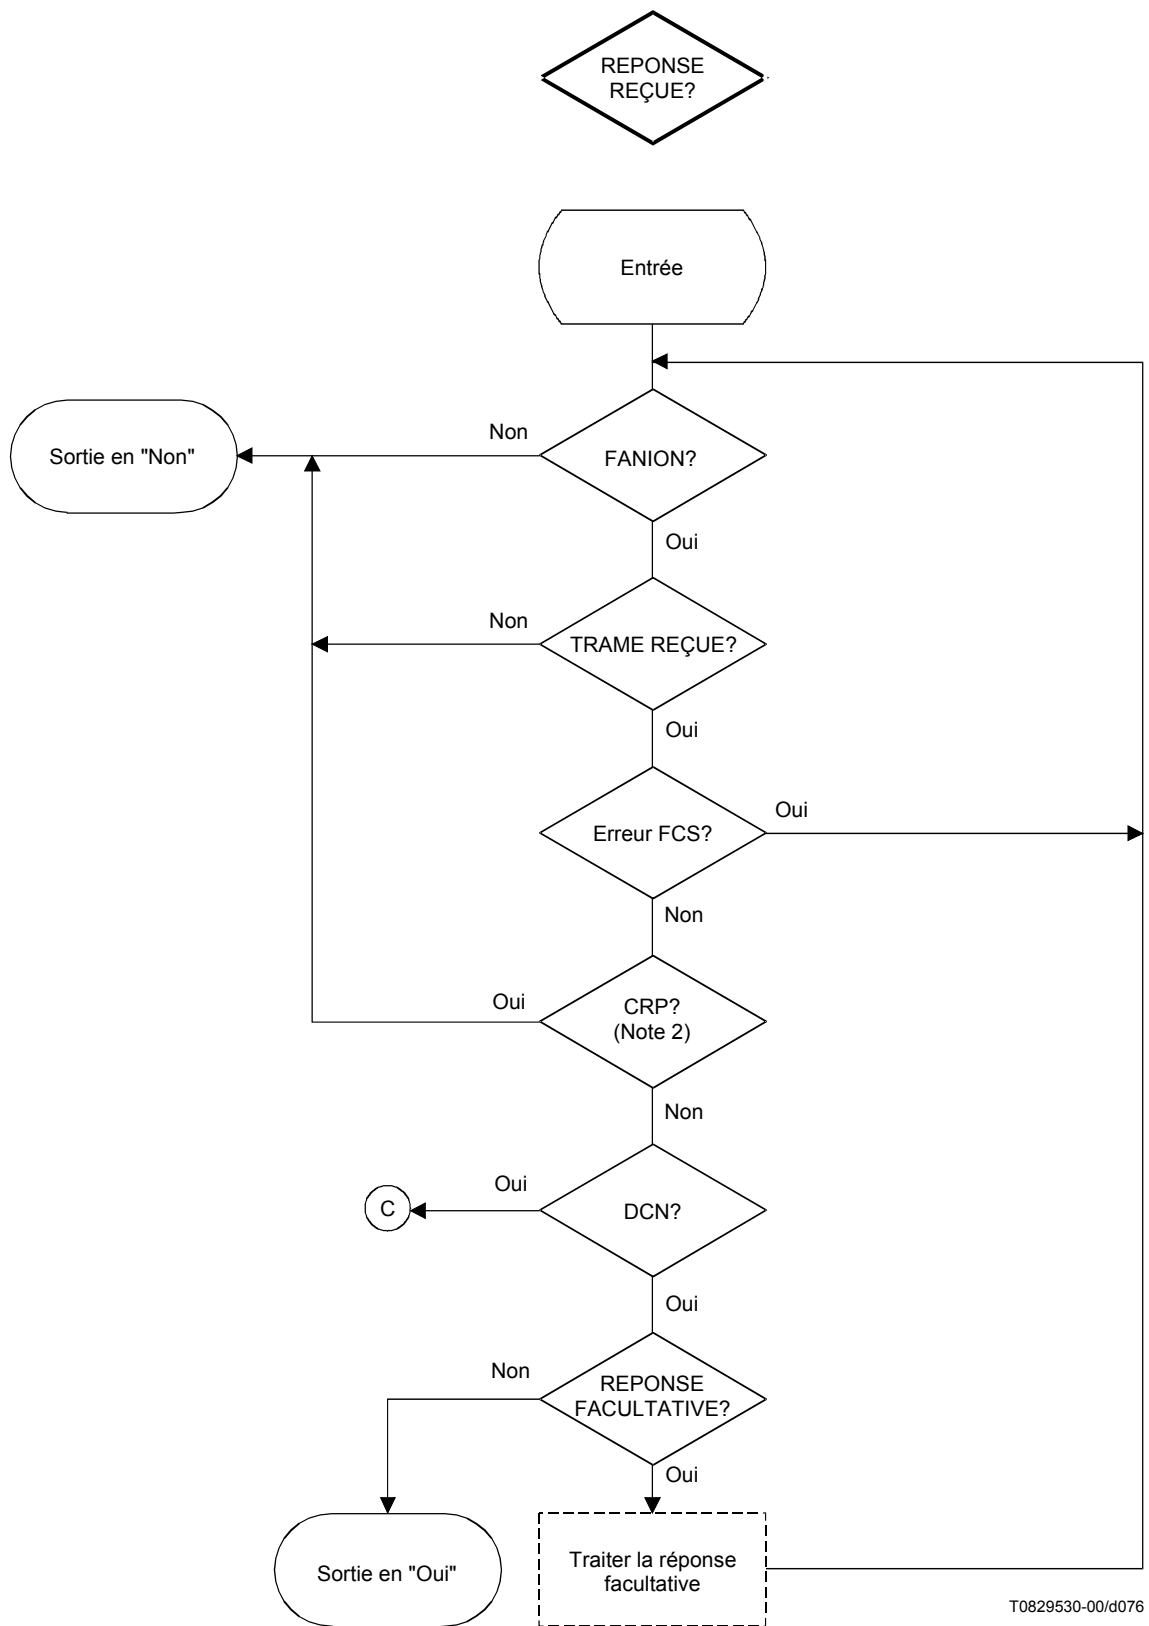 REPONSE
REÇUE?
Entrée
Non
Sortie en "Non"
FANION?
Oui
Non
TRAME REÇUE?
Oui
Oui
Erreur FCS?
Non
Oui
CRP?
(Note 2)
Non
Oui
C
DCN?
Oui
Non
REPONSE
FACULTATIVE?
Oui
Sortie en "Oui"
Traiter la réponse
facultative
T0829530-00/d076